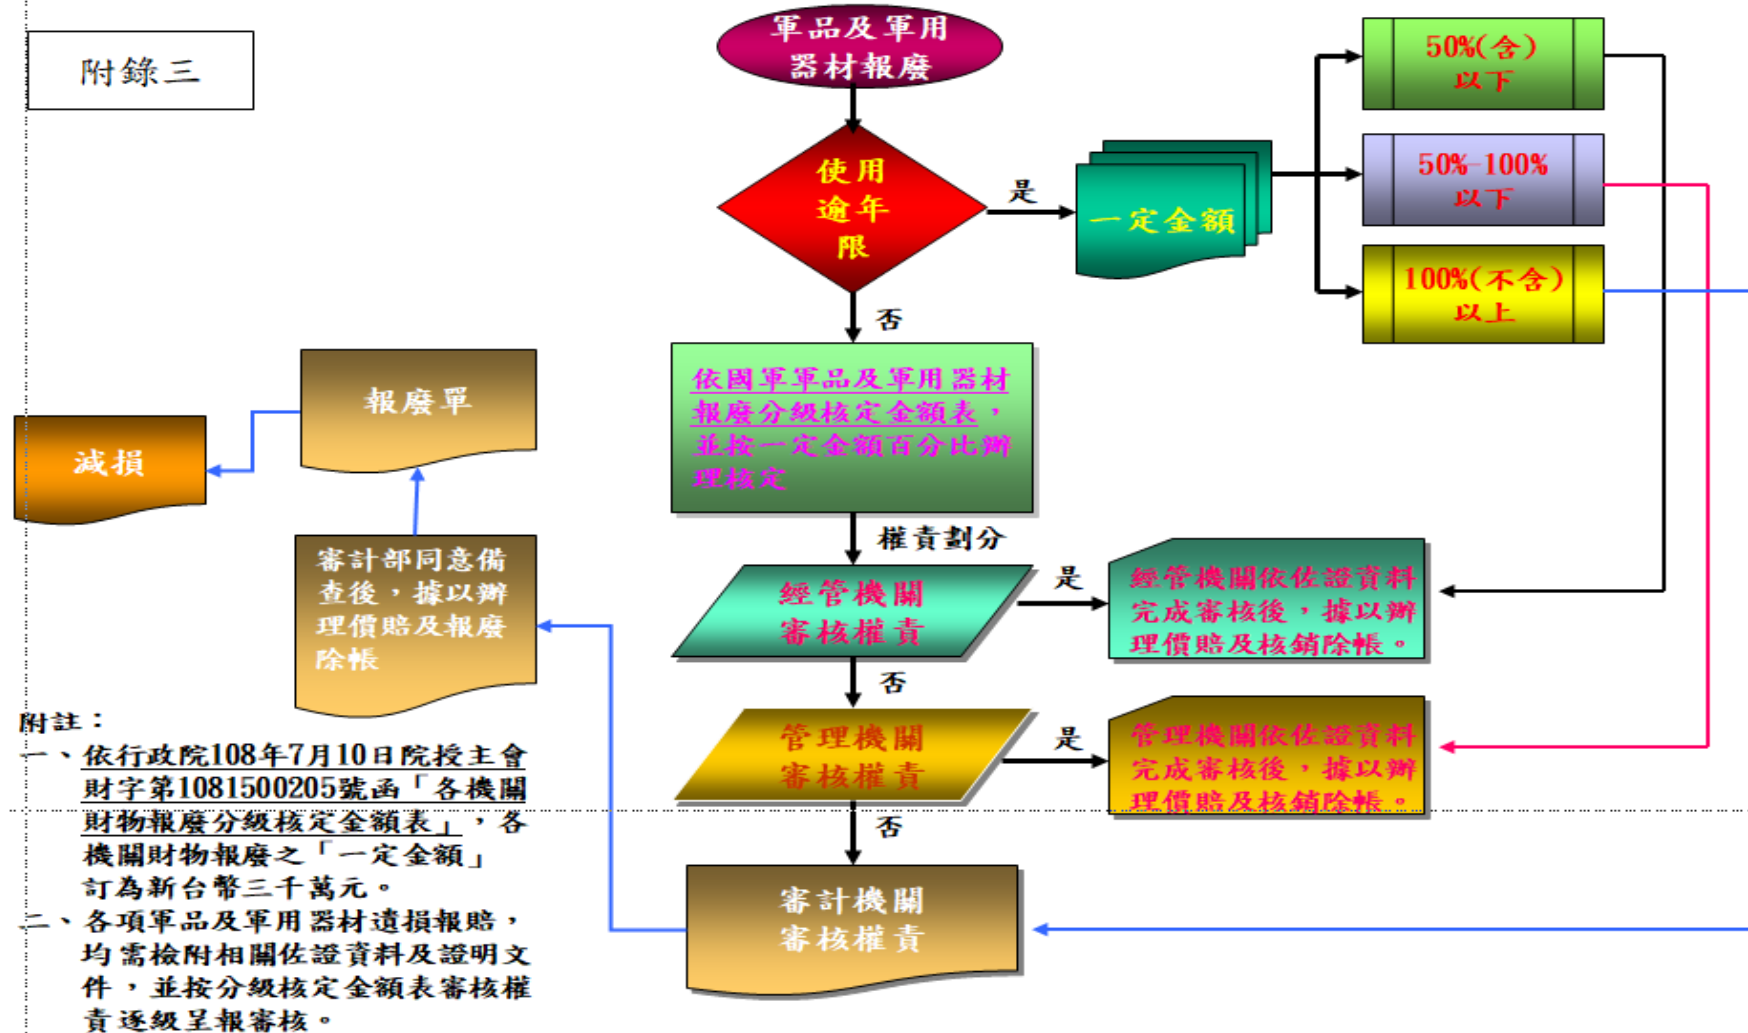 附錄三
軍品及軍用
器材報廢
使用
逾年
限
是
一定金額
50%(含)
以下
50%-100%
以下
100%(不含)
以上
否
依國軍軍品及軍用器材
報廢分級核定金額表，
並按一定金額百分比辦
理核定
權責劃分
經管機關
審核權責
是
經管機關依佐證資料
完成審核後，據以辦
理價賠及核銷除帳。
否
管理機關
審核權責
是
管理機關依佐證資料
完成審核後，據以辦
理價賠及核銷除帳。
否
審計機關
審核權責
審計部同意備
查後，據以辦
理價賠及報廢
除帳
報廢單
減損
附註：
一、依行政院108年7月10日院授主會
財字第1081500205號函「各機關
財物報廢分級核定金額表」，各
機關財物報廢之「一定金額」
訂為新台幣三千萬元。
二、各項軍品及軍用器材遺損報賠，
均需檢附相關佐證資料及證明文
件，並按分級核定金額表審核權
責逐級呈報審核。